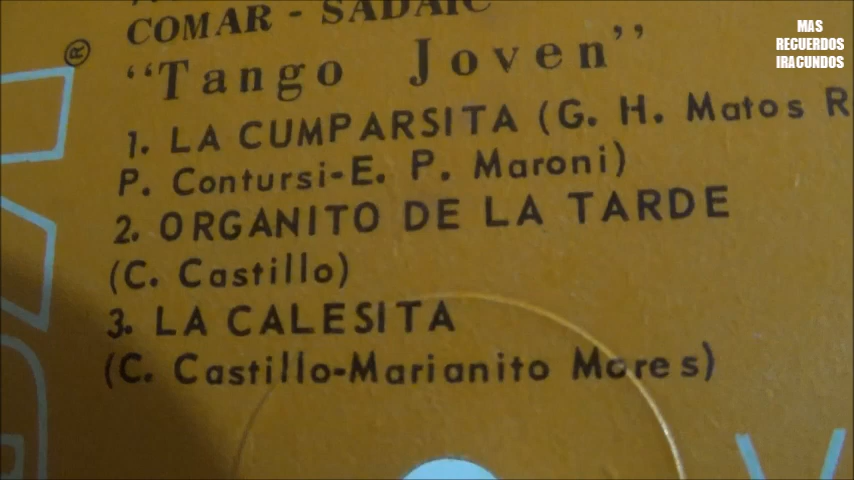 MAS
RECUERDOS
IRACUNDOS
COMAR - SADAIC
®
"Tango Joven"
1. LA CUMPARSITA (G. H. Matos R
P. Contursi-E. P. Maroni)
2. ORGANITO DE LA TARDE
(C. Castillo)
3. LA CALESITA
(C. Castillo-Marianito Mores)